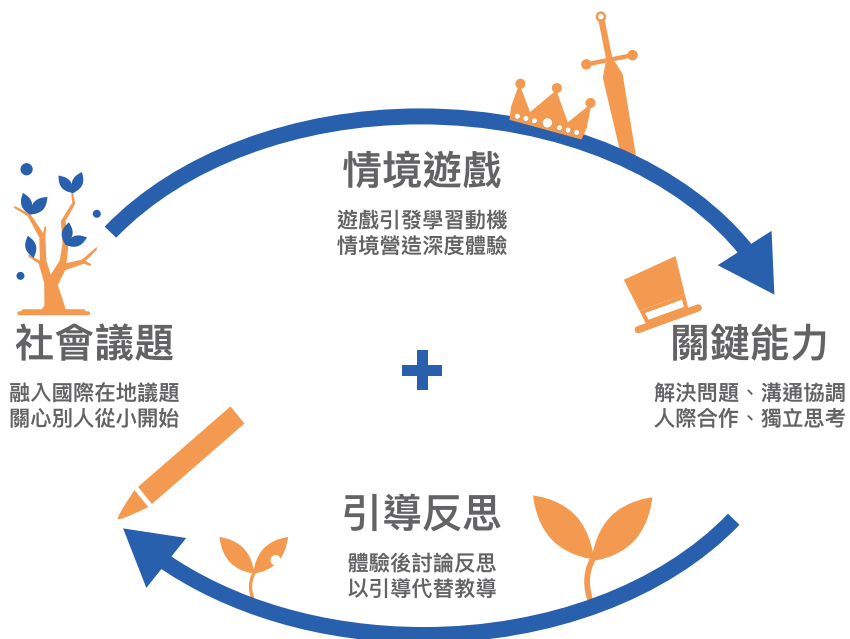 情境遊戲
遊戲引發學習動機
情境營造深度體驗
社會議題
融入國際在地議題
關心別人從小開始
關鍵能力
解決問題、溝通協調
人際合作、獨立思考
引導反思
體驗後討論反思
以引導代替教導